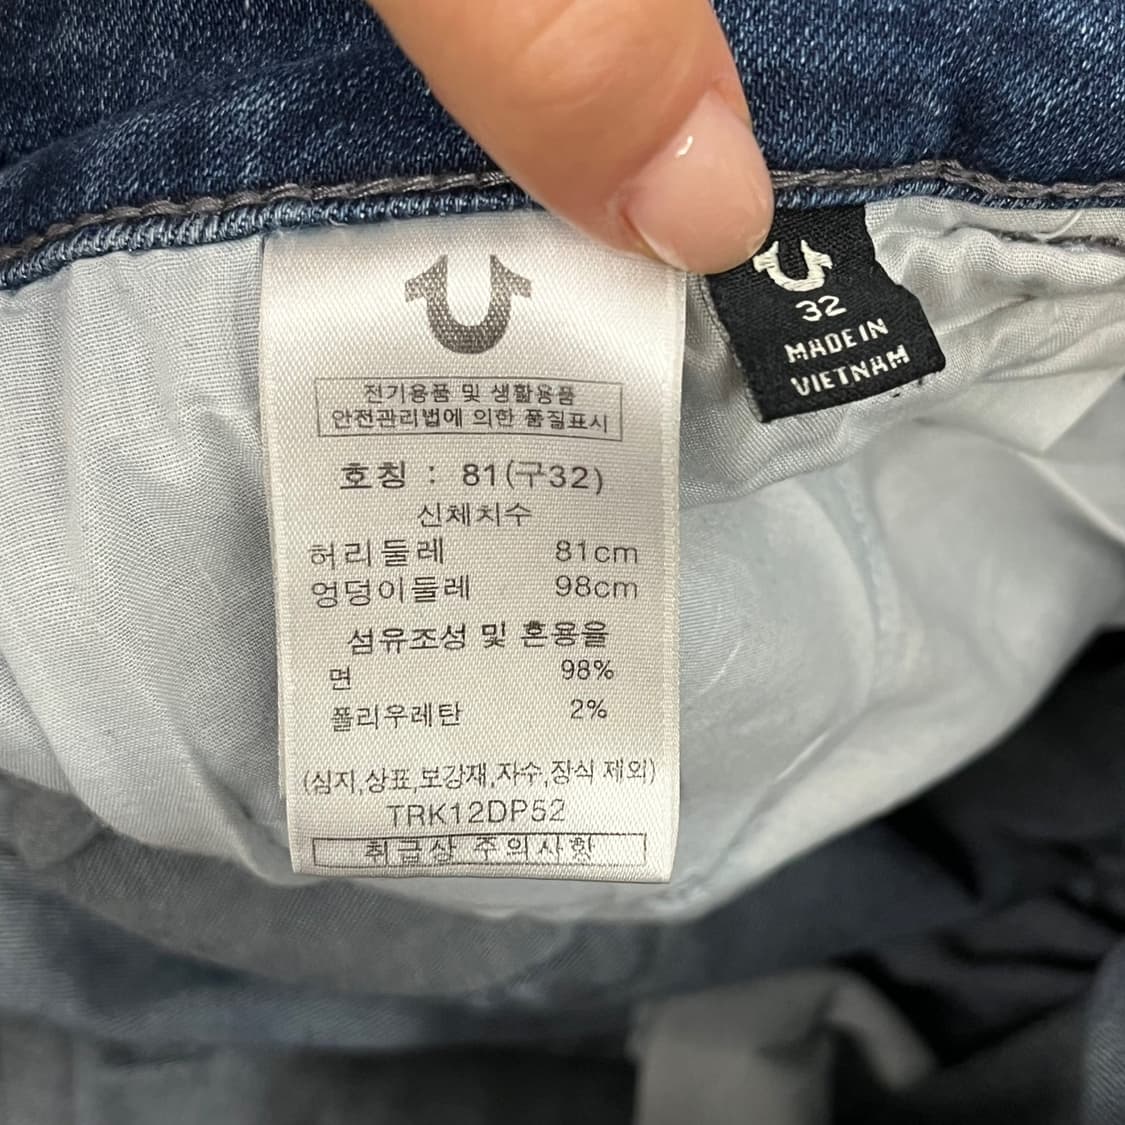 전기용품 및 생활용품
안전관리법에 의한 품질표시
호칭 : 81(구32)
신체치수
허리둘레 81cm
엉덩이둘레 98cm
섬유조성 및 혼용율
면 98%
폴리우레탄 2%
(심지,상표,보강재,자수,장식 제외)
TRK12DP52
취급상 주의사항
32
MADE IN
VIETNAM